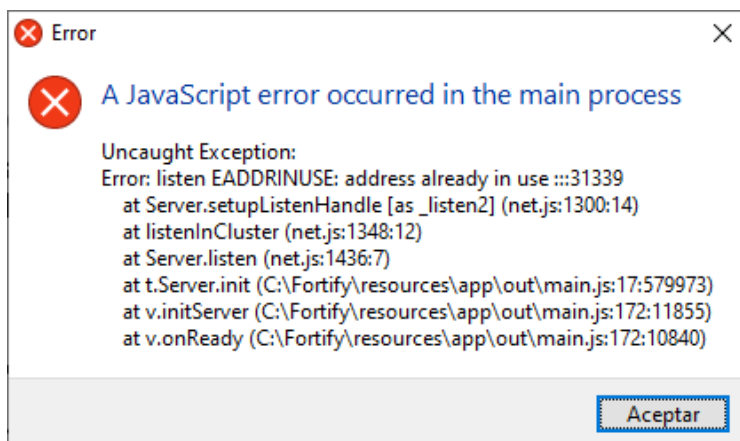 Error
A JavaScript error occurred in the main process
Uncaught Exception:
Error: listen EADDRINUSE: address already in use :::31339
at Server.setupListenHandle [as _listen2] (net.js:1300:14)
at listenInCluster (net.js:1348:12)
at Server.listen (net.js:1436:7)
at t.Server.init (C:\Fortify\resources\app\out\main.js:17:579973)
at v.initServer (C:\Fortify\resources\app\out\main.js:172:11855)
at v.onReady (C:\Fortify\resources\app\out\main.js:172:10840)
Aceptar